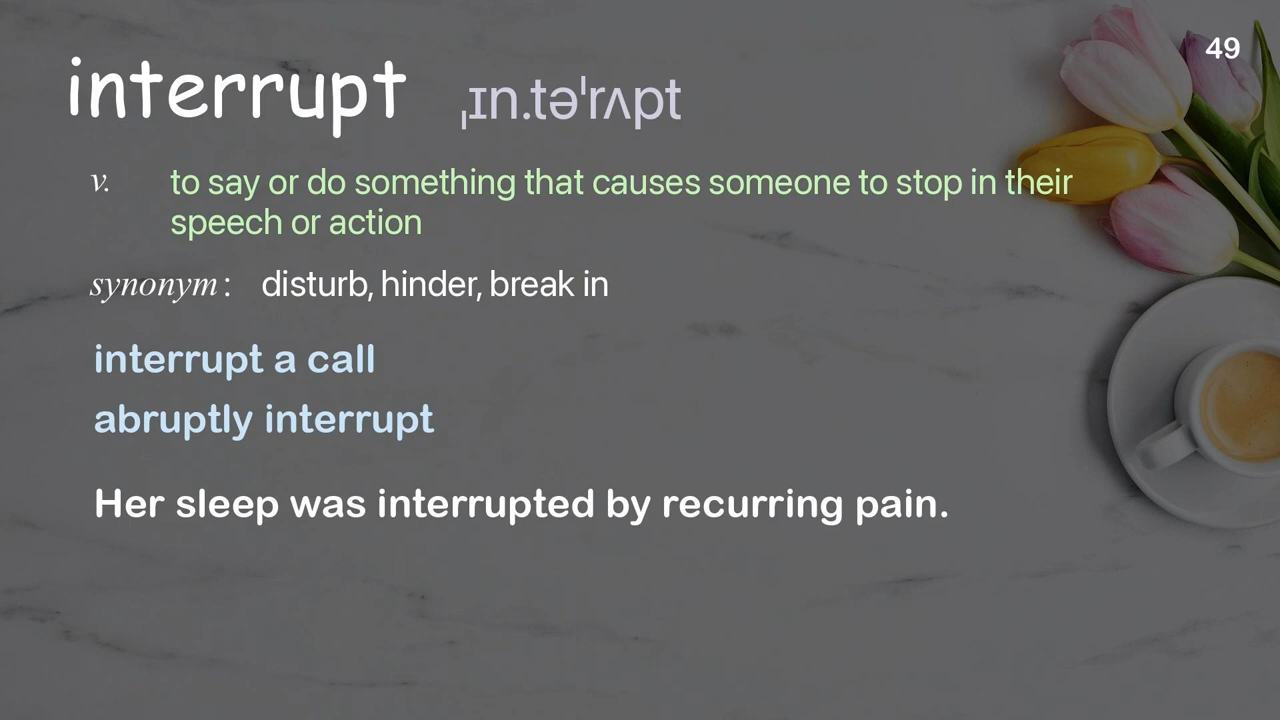 49
interrupt ˌɪn.təˈrʌpt
v. to say or do something that causes someone to stop in their
speech or action
synonym: disturb, hinder, break in
interrupt a call
abruptly interrupt
Her sleep was interrupted by recurring pain.